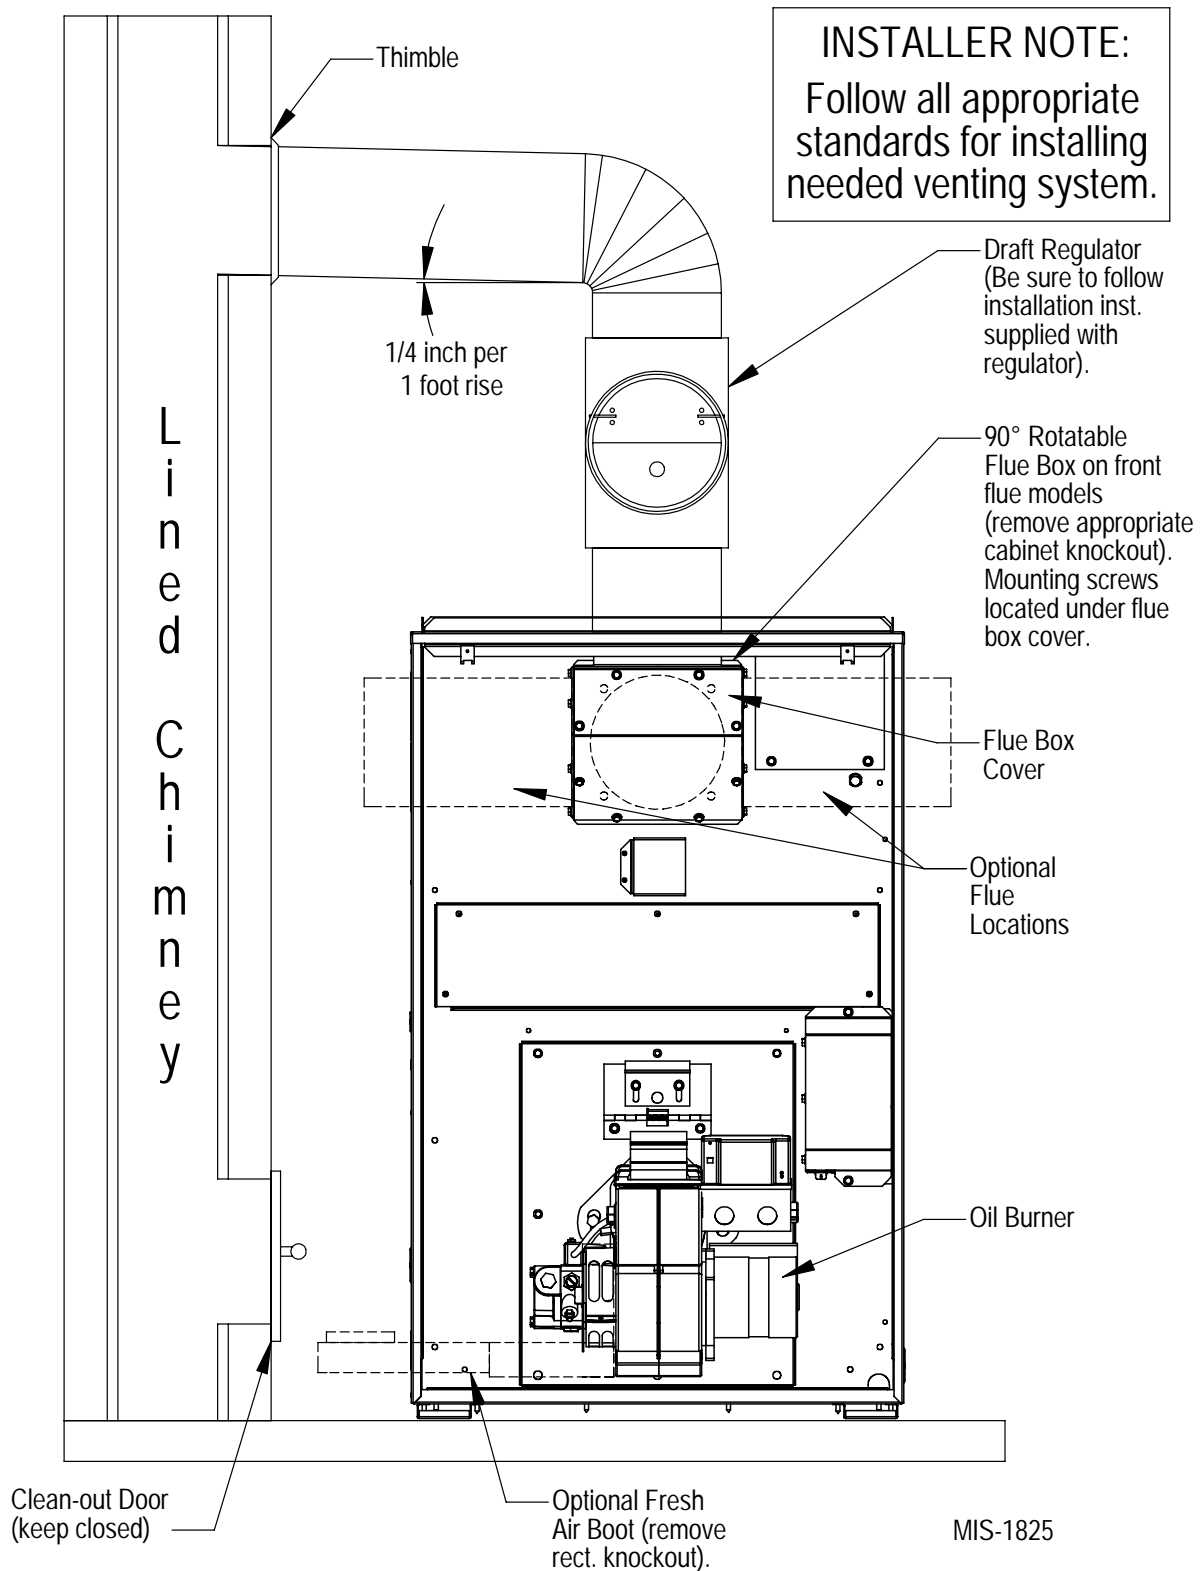 INSTALLER NOTE:
Follow all appropriate
standards for installing
needed venting system.
Thimble
Draft Regulator
(Be sure to follow
installation inst.
supplied with
regulator).
1/4 inch per
1 foot rise
90° Rotatable
Flue Box on front
flue models
(remove appropriate
cabinet knockout).
Mounting screws
located under flue
box cover.
Lined Chimney
Flue Box
Cover
Optional
Flue
Locations
Oil Burner
Clean-out Door
(keep closed)
Optional Fresh
Air Boot (remove
rect. knockout).
MIS-1825